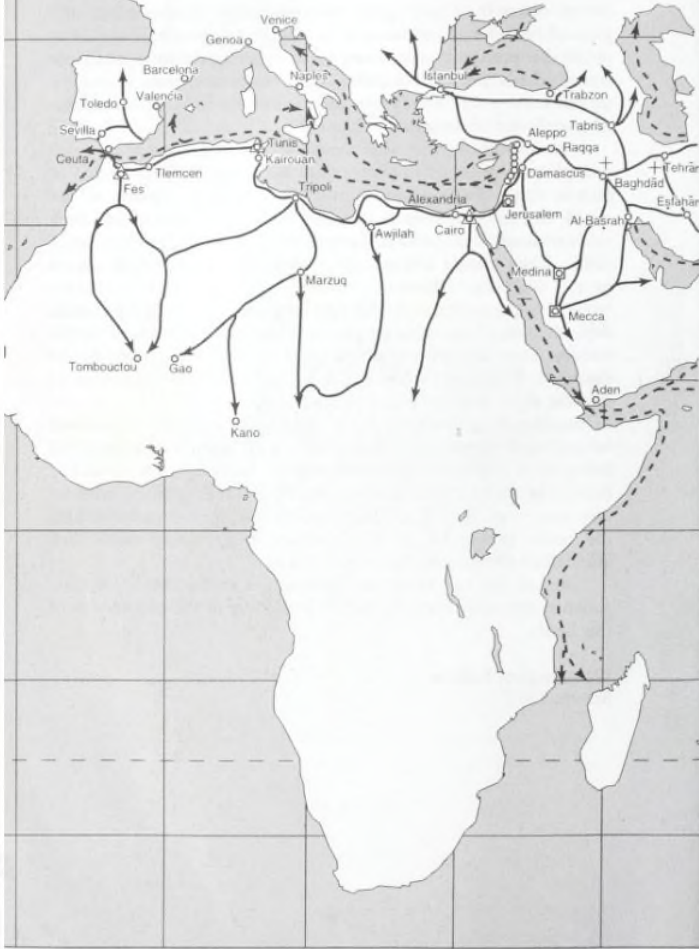 Venice
Genoa
Barcelona
Naples
Istanbul
Trabzon
Toledo
Valencia
Tabris
Sevilla
Aleppo
Raqqa
Tunis
Ceuta
Kairouan
Tehran
Tlemcen
Damascus
Baghdad
Fes
Tripoli
Alexandria
Jerusalem
Esfahan
Al-Basrah
Awjilah
Cairo
Medina
Marzuq
Mecca
Tombouctou
Gao
Aden
Kano